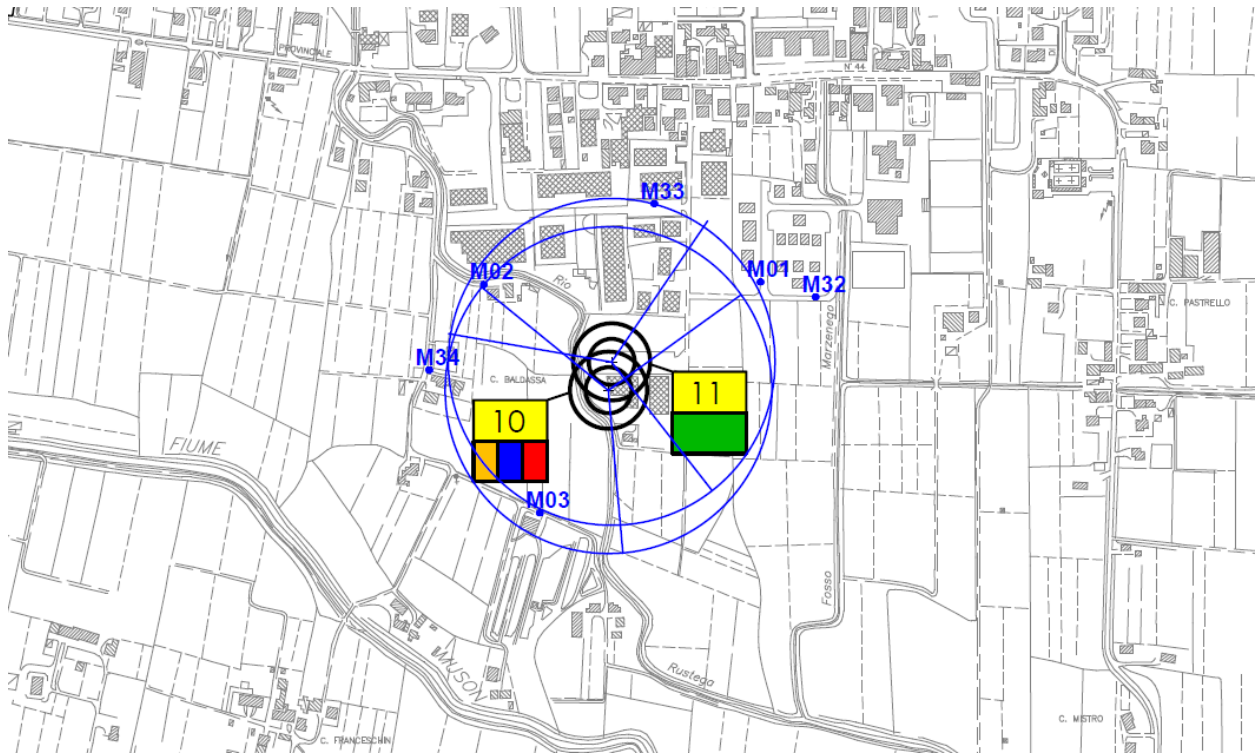 PROVINCIALE
N° 44
M33
M02
M01
Rio
M32
C. PASTRELLO
Marzenego
M34
C. BALDASSA
11
10
FIUME
M03
Fosso
MUSON
Rustega
C. MISTRO
C. FRANCESCHIN